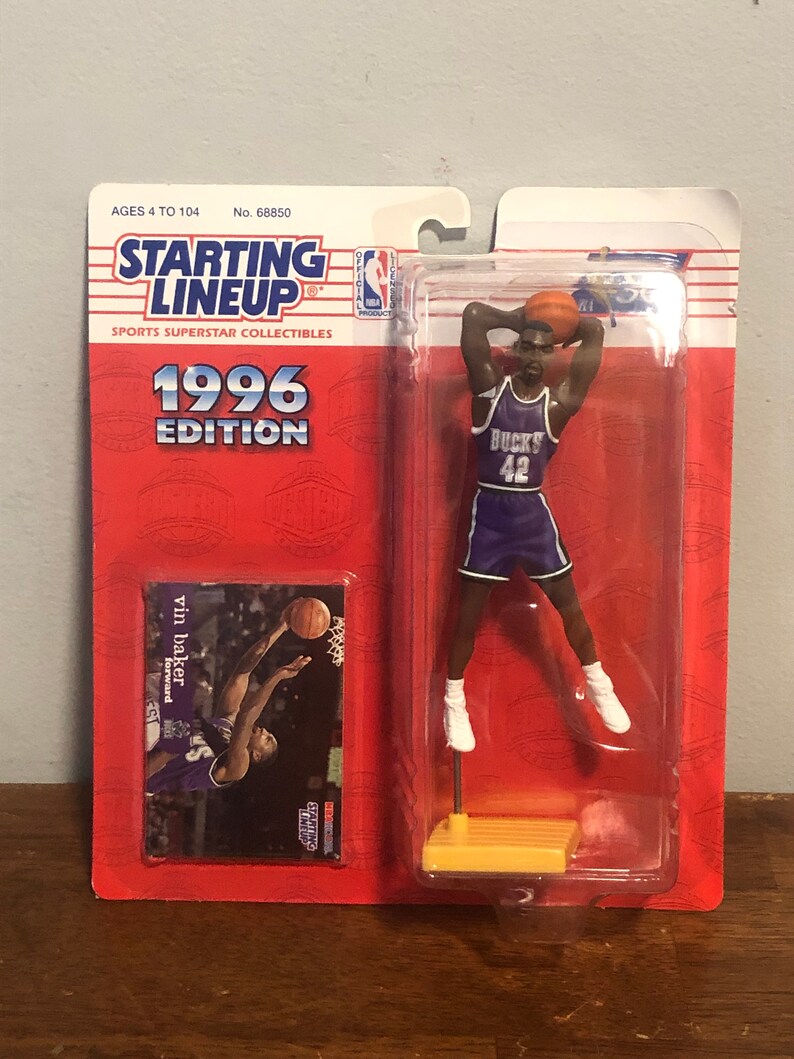 AGES 4 TO 104 No. 68850
STARTING
LINEUP®
SPORTS SUPERSTAR COLLECTIBLES
OFFICIAL
LICENSED
NBA
PRODUCT
1996
EDITION
BUCKS
42
vin baker
forward
BUCKS
STARTING
LINEUP